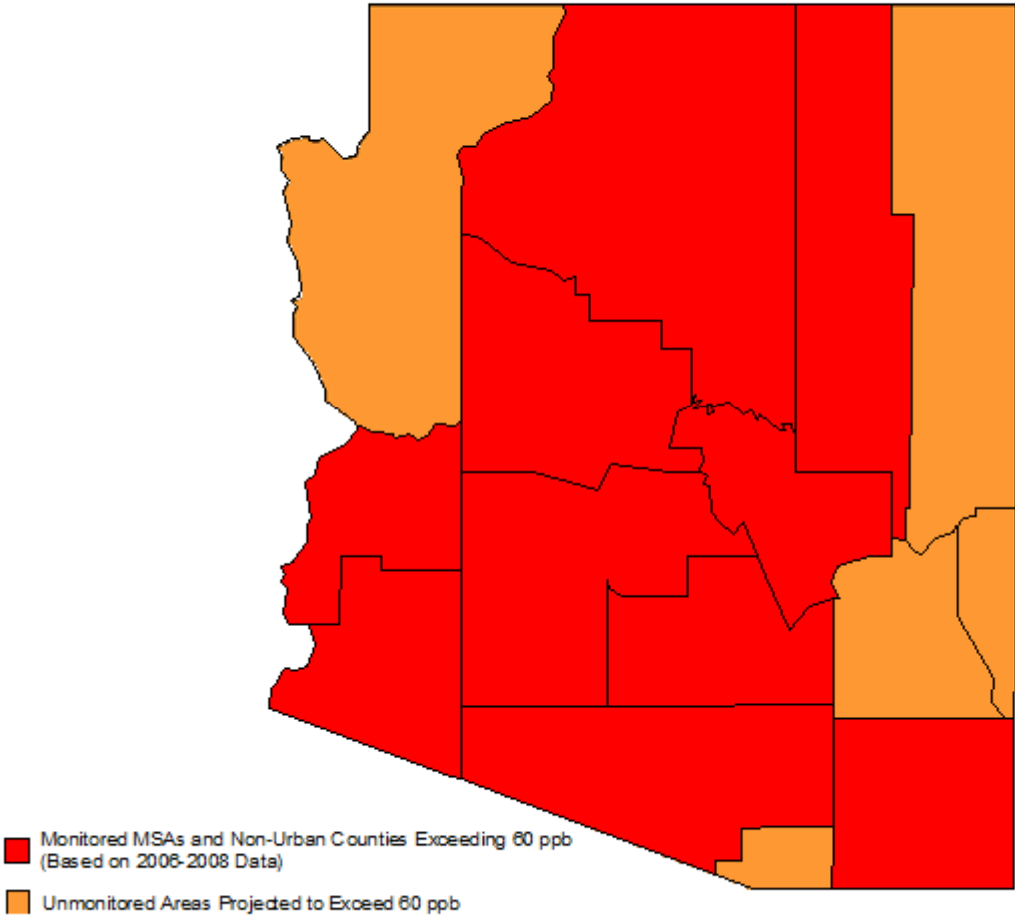 Monitored MSAs and Non-Urban Counties Exceeding 60 ppb
(Based on 2006-2008 Data)
Unmonitored Areas Projected to Exceed 60 ppb